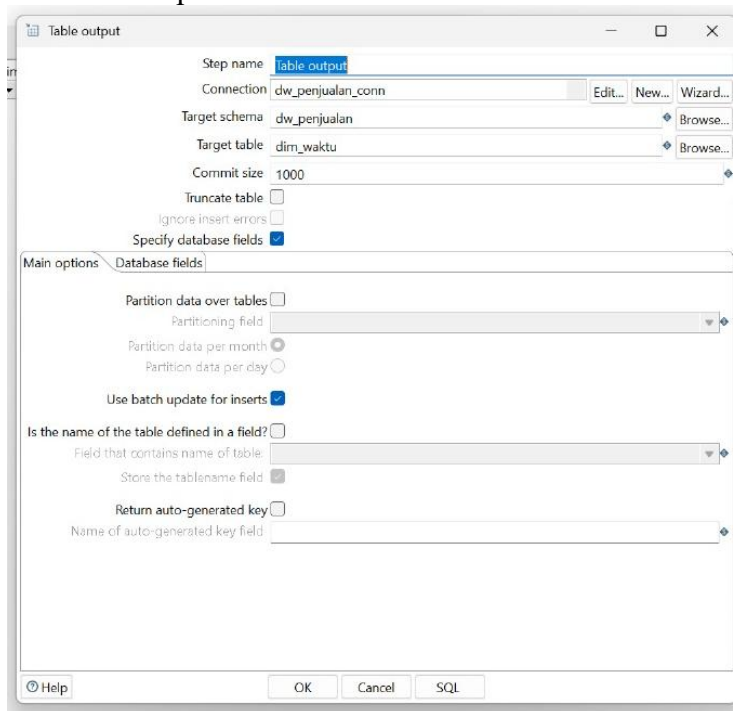 Table output
Step name Table output
Connection dw_penjualan_conn Edit... New... Wizard...
Target schema dw_penjualan Browse...
Target table dim_waktu Browse...
Commit size 1000
Truncate table
Ignore insert errors
Specify database fields
Main options Database fields
Partition data over tables
Partitioning field
Partition data per month
Partition data per day
Use batch update for inserts
Is the name of the table defined in a field?
Field that contains name of table:
Store the tablename field
Return auto-generated key
Name of auto-generated key field
Help OK Cancel SQL